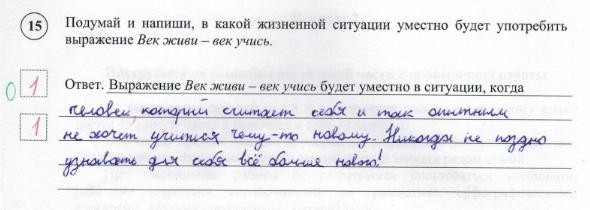 15 Подумай и напиши, в какой жизненной ситуации уместно будет употребить
выражение Век живи – век учись.
0 1
Ответ. Выражение Век живи – век учись будет уместно в ситуации, когда
человек, который считает себя и так опытным
1
не хочет учится чему-то новому. Никогда не поздно
узнавать для себя всё больше нового!